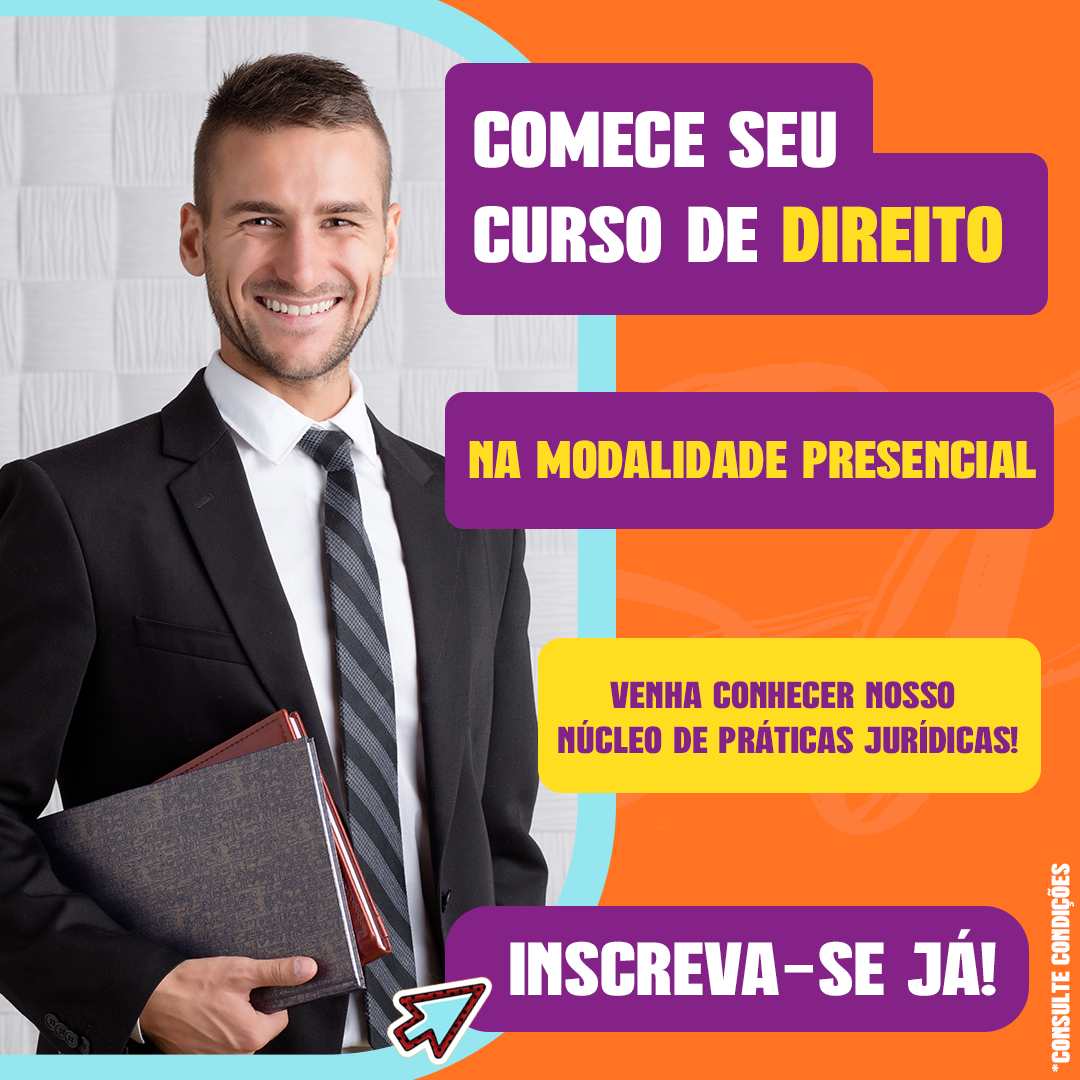 COMECE SEU
CURSO DE DIREITO
NA MODALIDADE PRESENCIAL
VENHA CONHECER NOSSO
NÚCLEO DE PRÁTICAS JURÍDICAS!
INSCREVA-SE JÁ!
*CONSULTE CONDIÇÕES